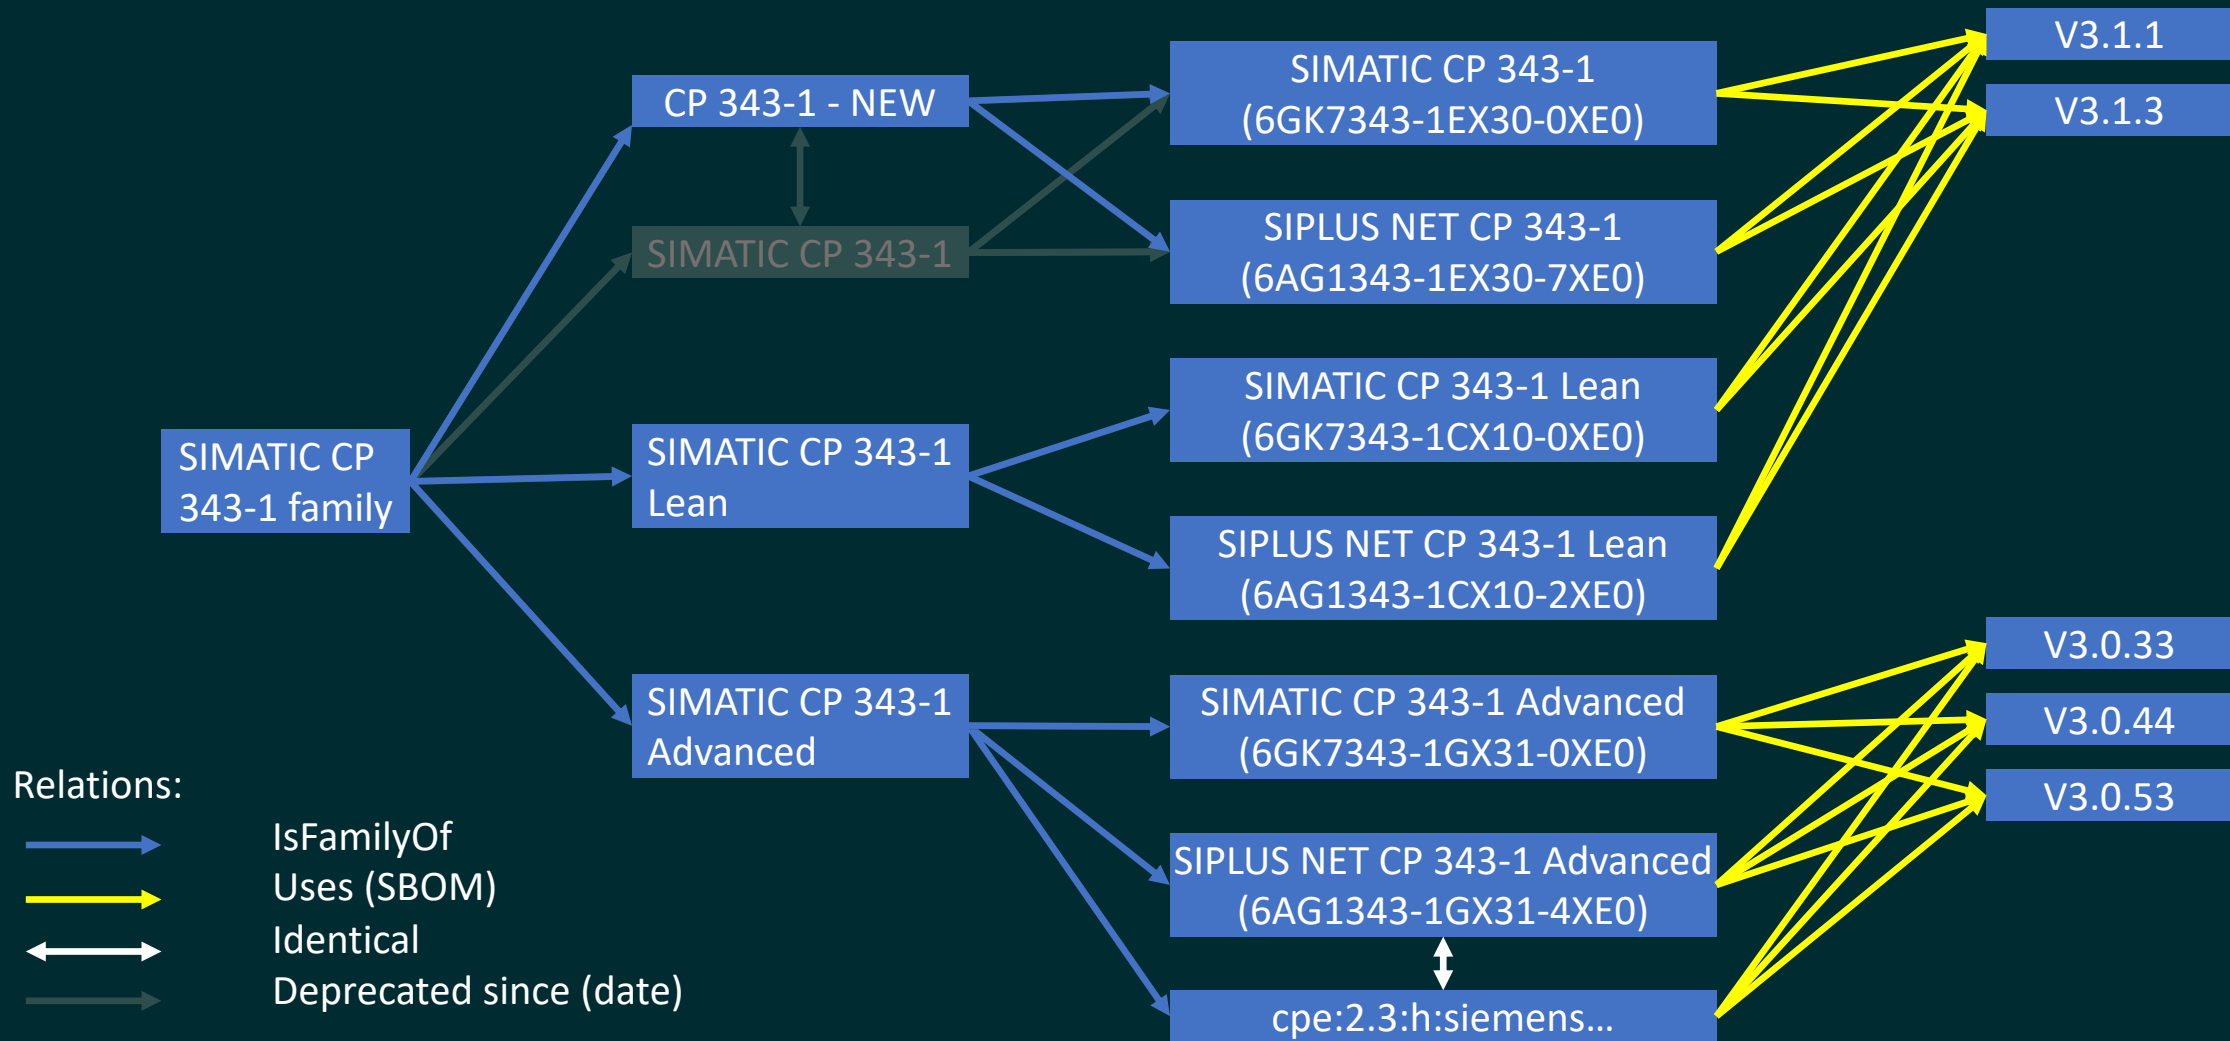 SIMATIC CP
343-1 family
CP 343-1 - NEW
SIMATIC CP 343-1
SIMATIC CP 343-1
Lean
SIMATIC CP 343-1
Advanced
SIMATIC CP 343-1
(6GK7343-1EX30-0XE0)
SIPLUS NET CP 343-1
(6AG1343-1EX30-7XE0)
SIMATIC CP 343-1 Lean
(6GK7343-1CX10-0XE0)
SIPLUS NET CP 343-1 Lean
(6AG1343-1CX10-2XE0)
SIMATIC CP 343-1 Advanced
(6GK7343-1GX31-0XE0)
SIPLUS NET CP 343-1 Advanced
(6AG1343-1GX31-4XE0)
cpe:2.3:h:siemens...
V3.1.1
V3.1.3
V3.0.33
V3.0.44
V3.0.53
Relations:
IsFamilyOf
Uses (SBOM)
Identical
Deprecated since (date)